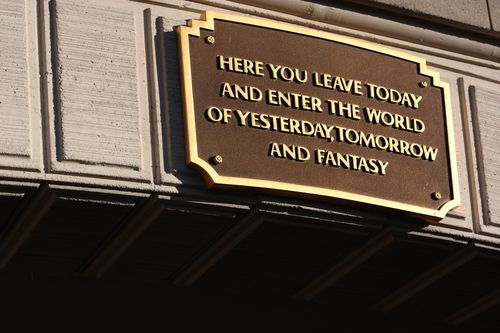 HERE YOU LEAVE TODAY
AND ENTER THE WORLD
OF YESTERDAY, TOMORROW
AND FANTASY